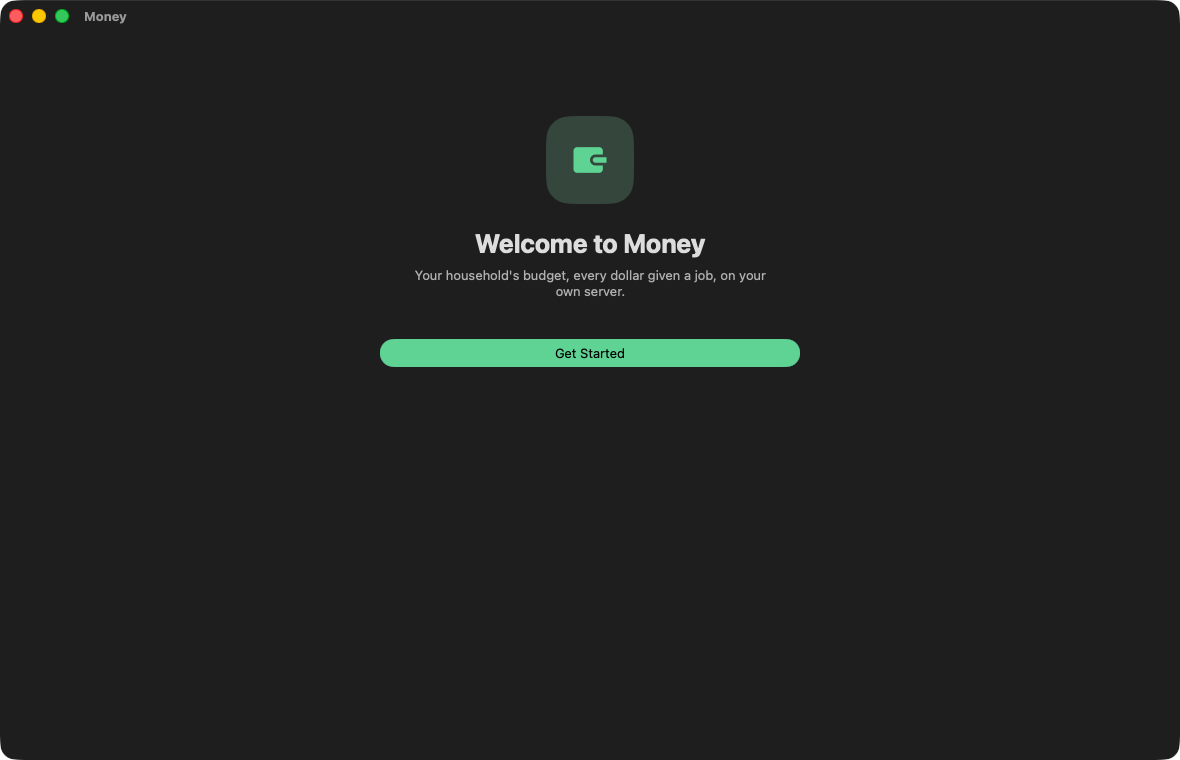 Money
Welcome to Money
Your household's budget, every dollar given a job, on your
own server.
Get Started